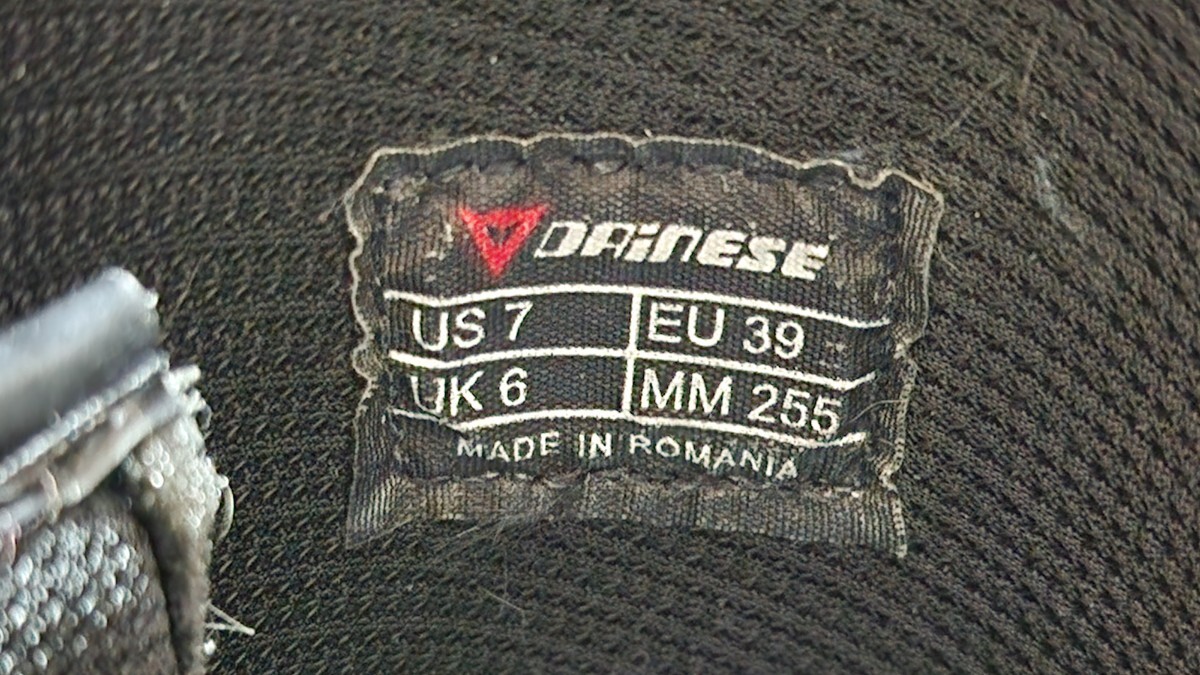 DAINESE
US 7 EU 39
UK 6 MM 255
MADE IN ROMANIA